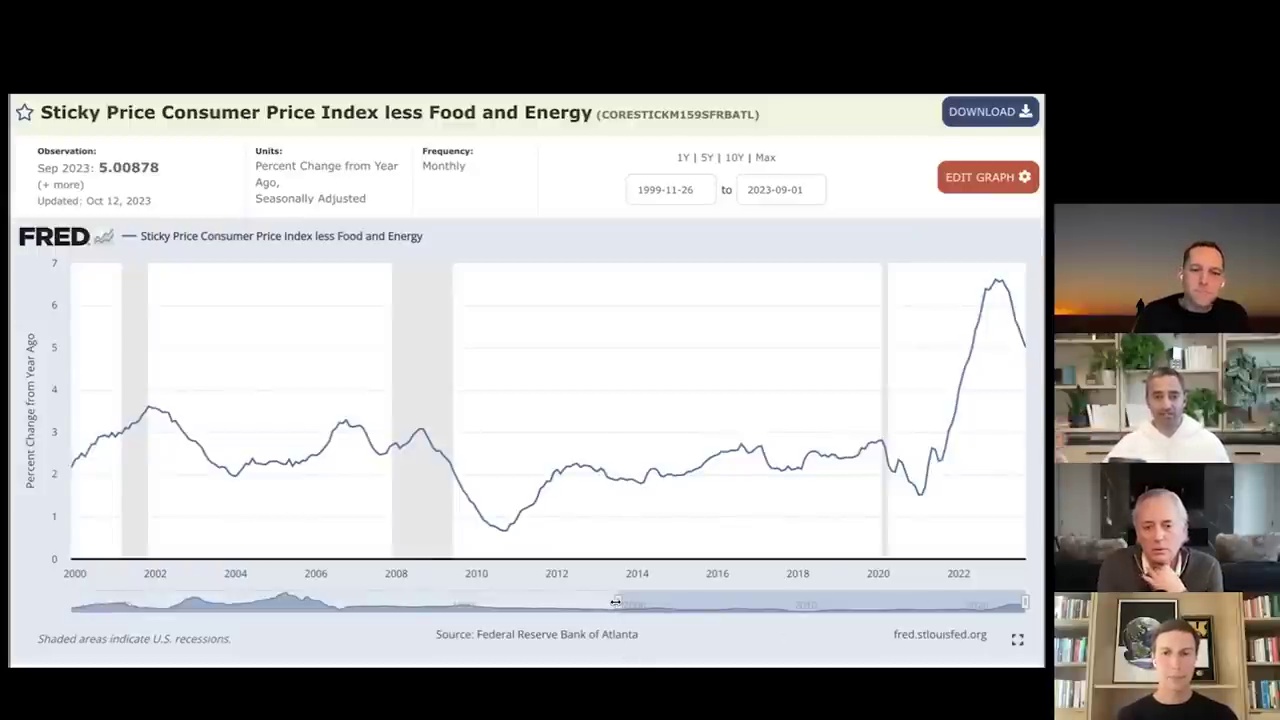 Sticky Price Consumer Price Index less Food and Energy (CORESTICKM159SFRBATL)
DOWNLOAD
Observation:
Sep 2023: 5.00878
(+ more)
Updated: Oct 12, 2023
Units:
Percent Change from Year
Ago,
Seasonally Adjusted
Frequency:
Monthly
1Y | 5Y | 10Y | Max
1999-11-26 to 2023-09-01
EDIT GRAPH
FRED
Sticky Price Consumer Price Index less Food and Energy
Percent Change from Year Ago
7
6
5
4
3
2
1
0
2000 2002 2004 2006 2008 2010 2012 2014 2016 2018 2020 2022
2010
Shaded areas indicate U.S. recessions.
Source: Federal Reserve Bank of Atlanta
fred.stlouisfed.org